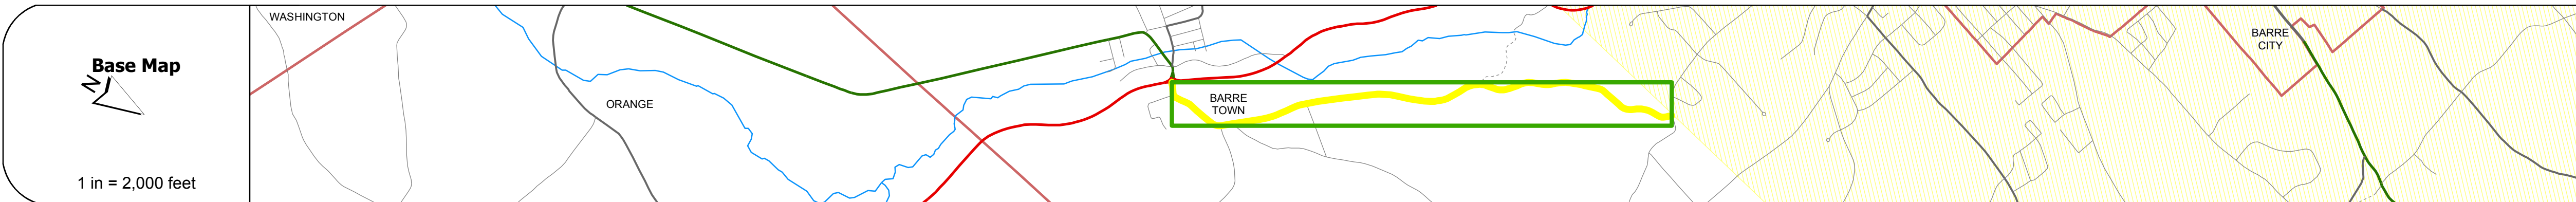 Base Map
N
1 in = 2,000 feet
WASHINGTON
ORANGE
BARRE
TOWN
BARRE
CITY